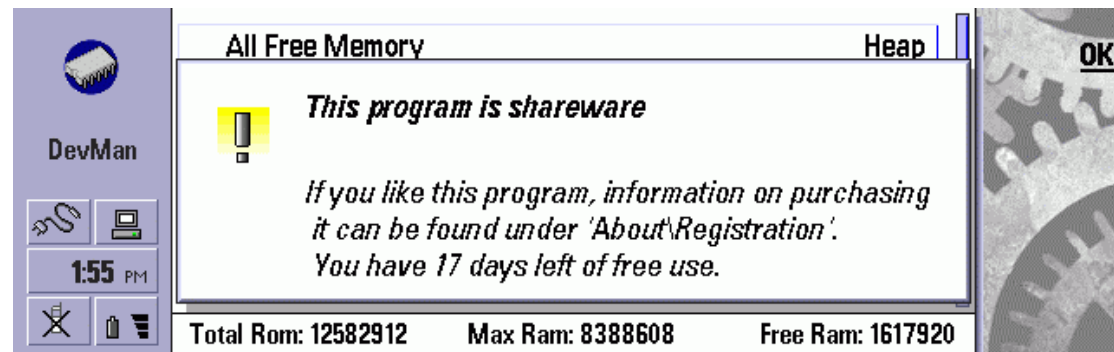 All Free Memory Heap
OK
This program is shareware
DevMan
If you like this program, information on purchasing
it can be found under 'About\Registration'.
You have 17 days left of free use.
1:55 PM
Total Rom: 12582912 Max Ram: 8388608 Free Ram: 1617920